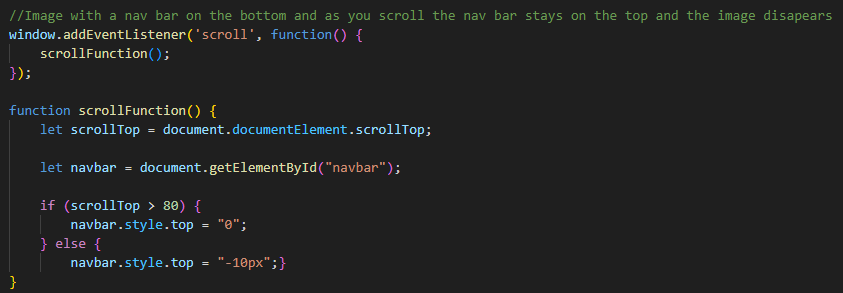 //Image with a nav bar on the bottom and as you scroll the nav bar stays on the top and the image disapears
window.addEventListener('scroll', function() {
    scrollFunction();
});

function scrollFunction() {
    let scrollTop = document.documentElement.scrollTop;

    let navbar = document.getElementById("navbar");

    if (scrollTop > 80) {
        navbar.style.top = "0";
    } else {
        navbar.style.top = "-10px";}
}